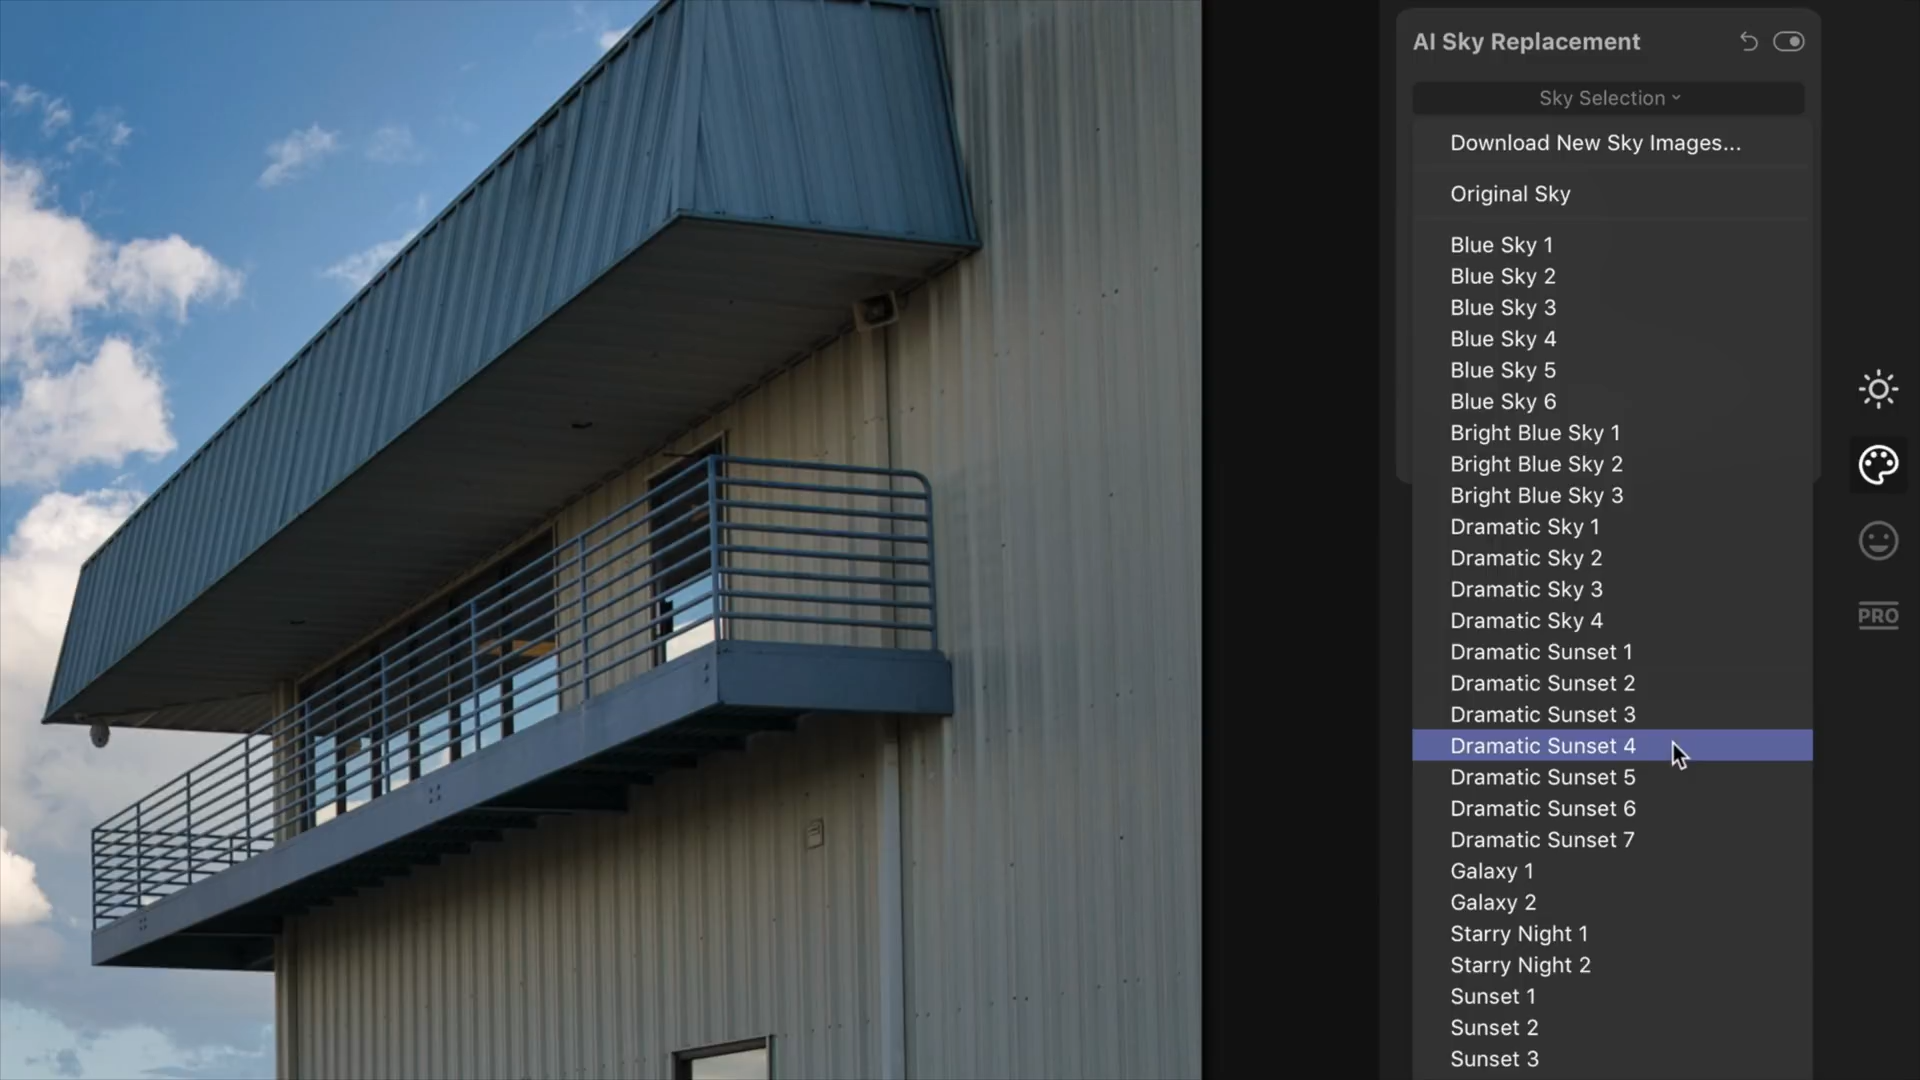 AI Sky Replacement
Sky Selection
Download New Sky Images...
Original Sky
Blue Sky 1
Blue Sky 2
Blue Sky 3
Blue Sky 4
Blue Sky 5
Blue Sky 6
Bright Blue Sky 1
Bright Blue Sky 2
Bright Blue Sky 3
Dramatic Sky 1
Dramatic Sky 2
Dramatic Sky 3
Dramatic Sky 4
Dramatic Sunset 1
Dramatic Sunset 2
Dramatic Sunset 3
Dramatic Sunset 4
Dramatic Sunset 5
Dramatic Sunset 6
Dramatic Sunset 7
Galaxy 1
Galaxy 2
Starry Night 1
Starry Night 2
Sunset 1
Sunset 2
Sunset 3
PRO